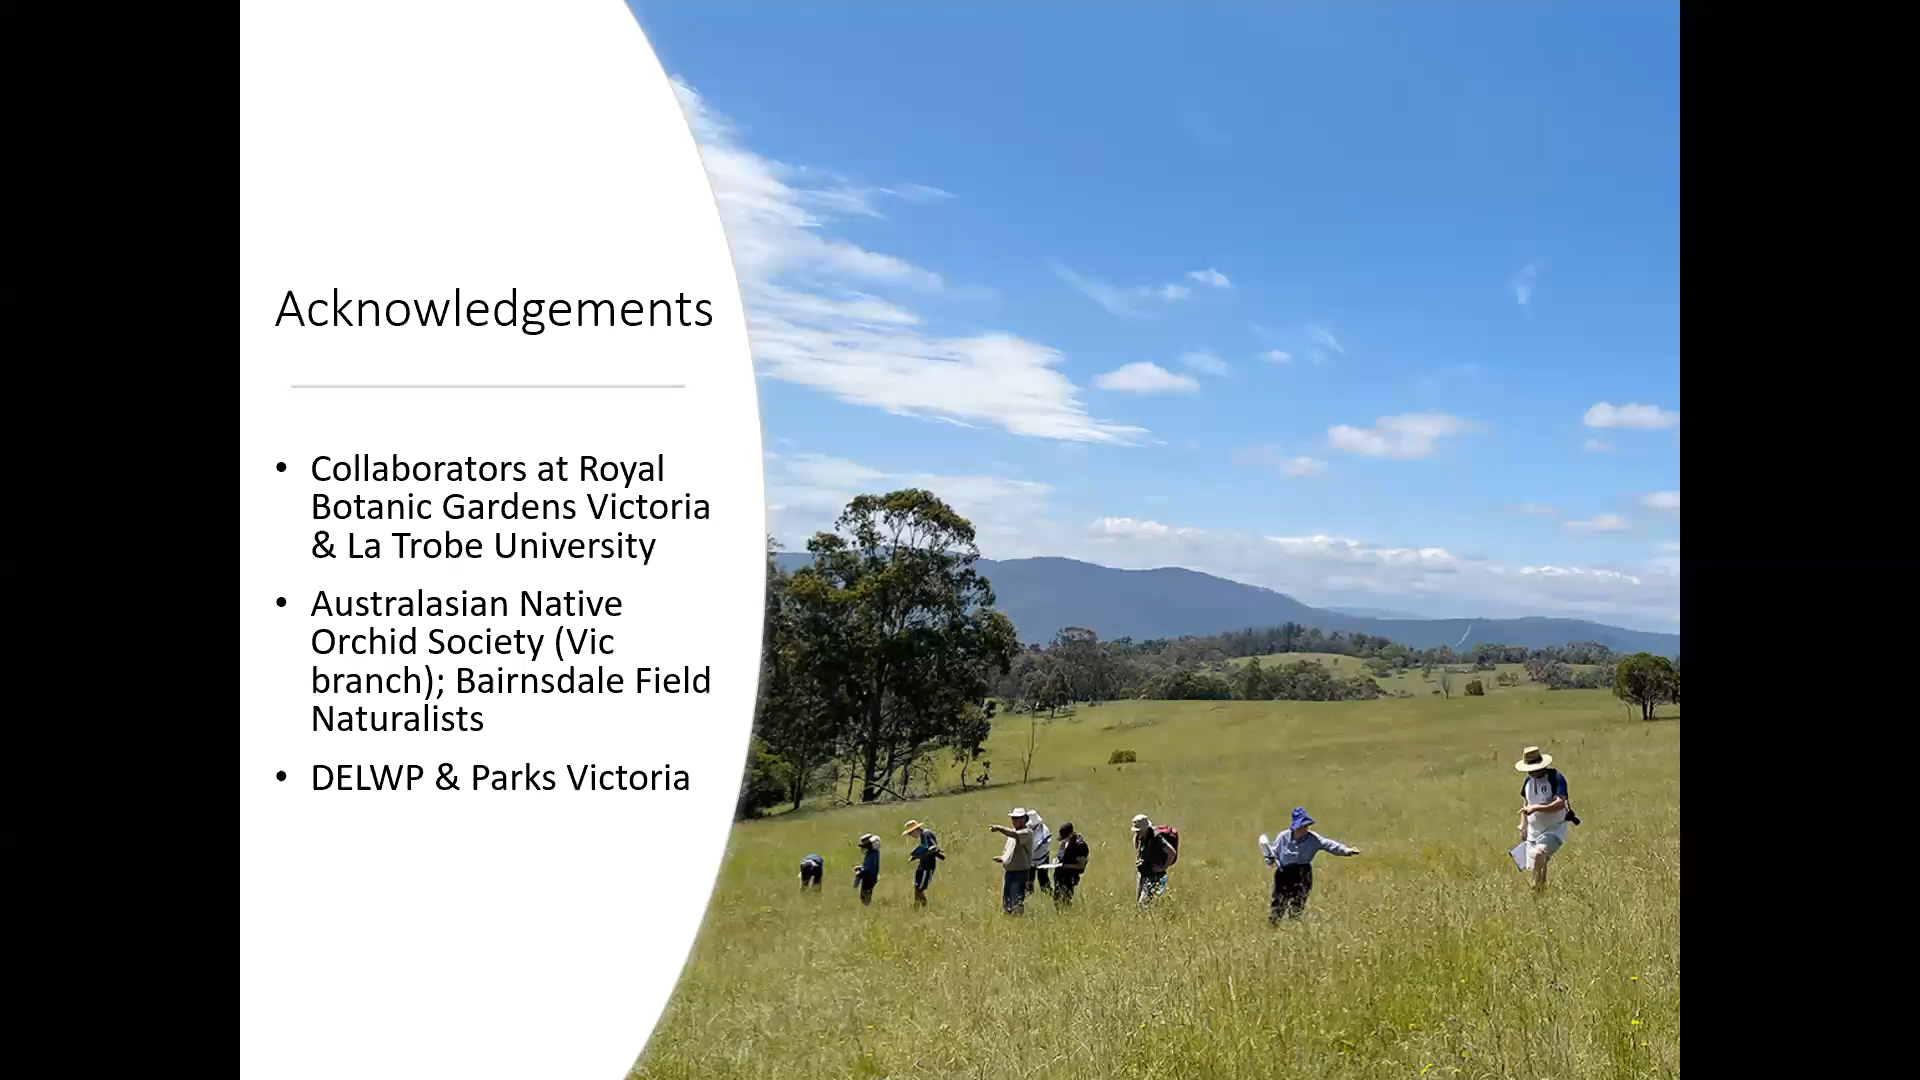 Acknowledgements
• Collaborators at Royal
Botanic Gardens Victoria
& La Trobe University
• Australasian Native
Orchid Society (Vic
branch); Bairnsdale Field
Naturalists
• DELWP & Parks Victoria